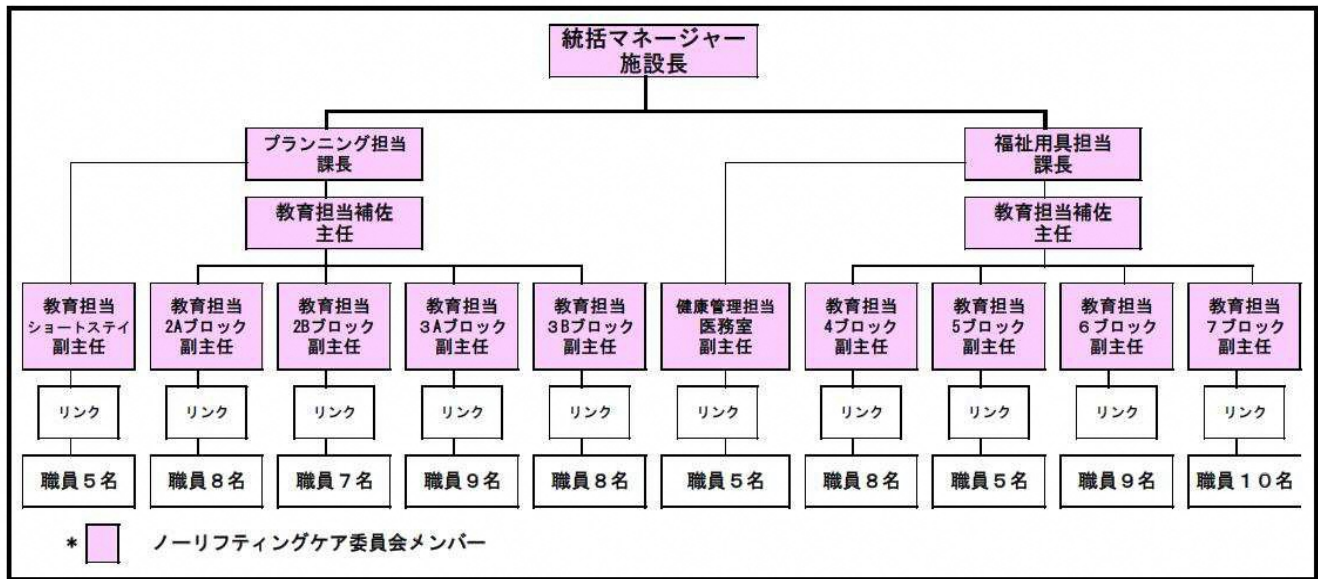 統括マネージャー
施設長
プランニング担当
課長
福祉用具担当
課長
教育担当補佐
主任
教育担当補佐
主任
教育担当
ショートステイ
副主任
教育担当
2Aブロック
副主任
教育担当
2Bブロック
副主任
教育担当
３Aブロック
副主任
教育担当
３Bブロック
副主任
健康管理担当
医務室
副主任
教育担当
4ブロック
副主任
教育担当
5ブロック
副主任
教育担当
６ブロック
副主任
教育担当
７ブロック
副主任
リンク
リンク
リンク
リンク
リンク
リンク
リンク
リンク
リンク
リンク
職員５名
職員８名
職員７名
職員９名
職員８名
職員５名
職員８名
職員５名
職員９名
職員１０名
* ノーリフティングケア委員会メンバー